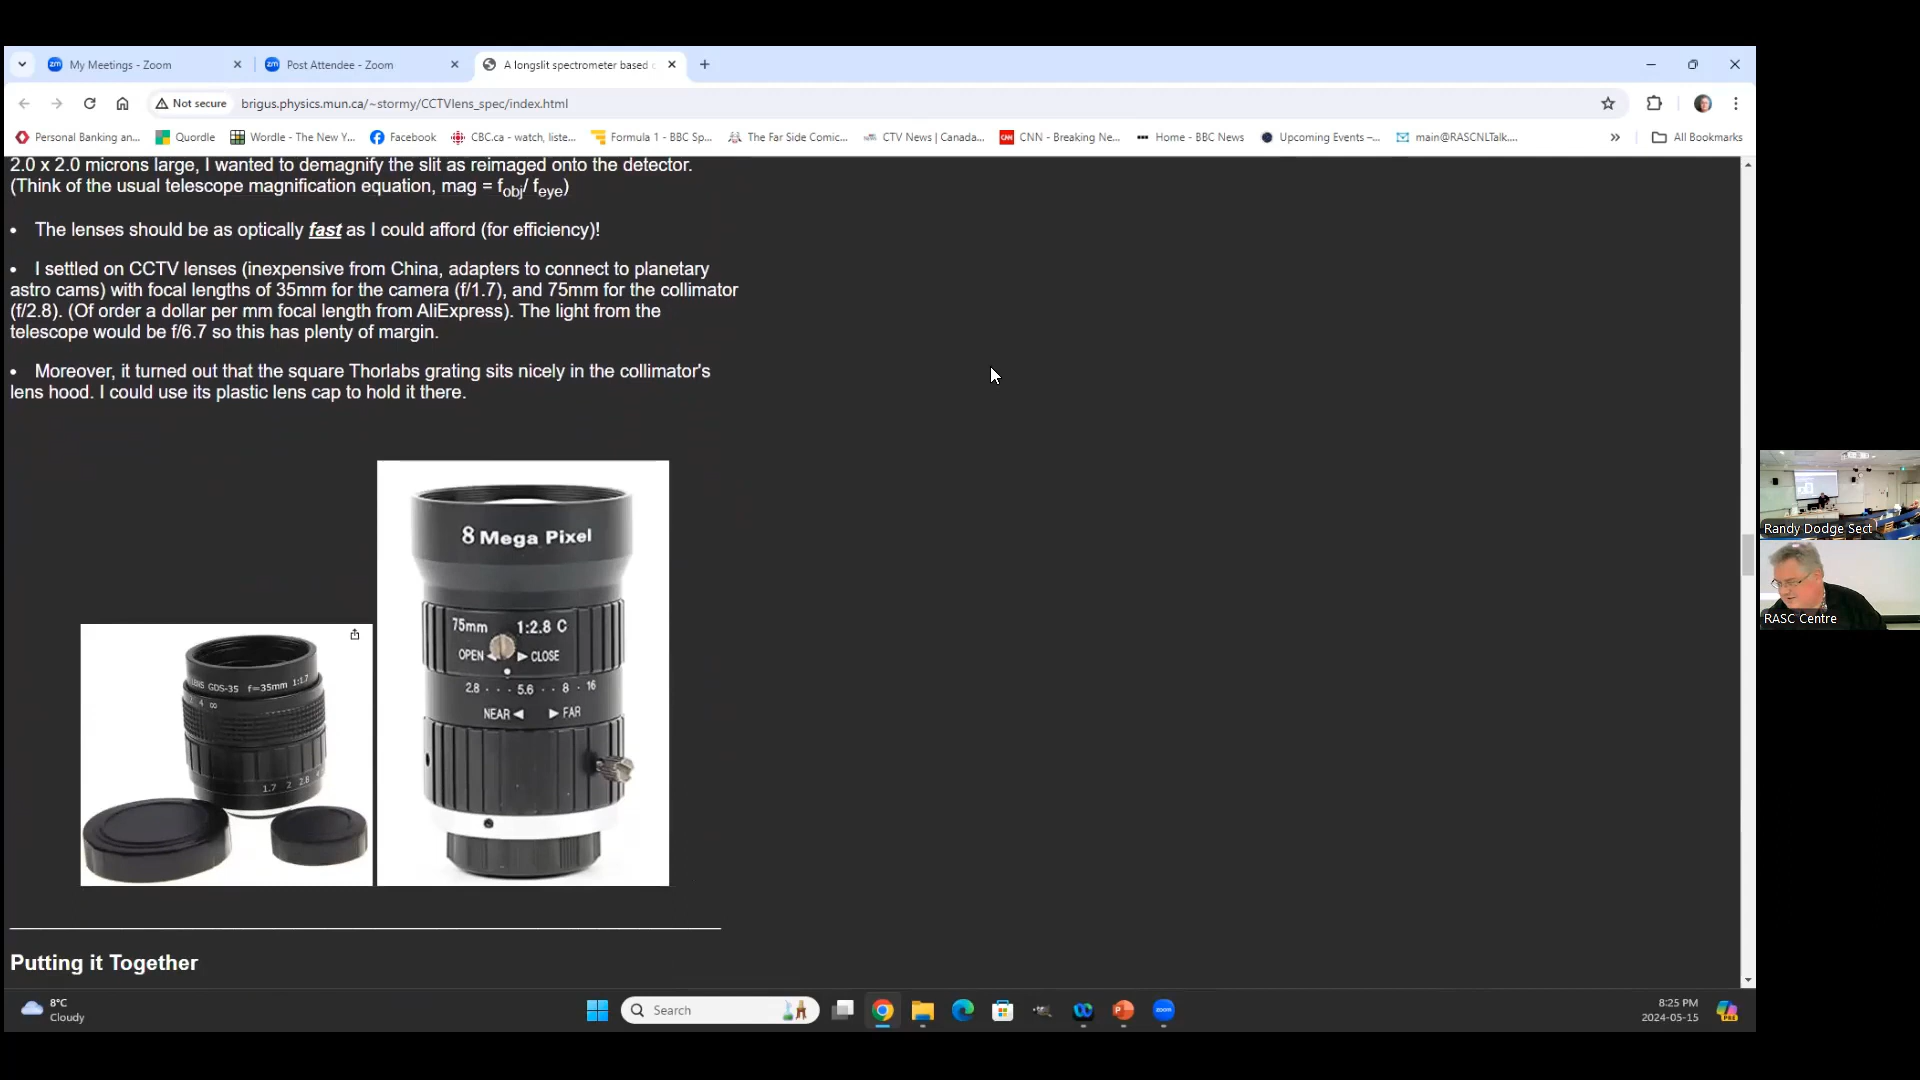 My Meetings - Zoom
Post Attendee - Zoom
A longslit spectrometer based
Not secure
brigus.physics.mun.ca/~stormy/CCTVlens_spec/index.html
Personal Banking an...
Quordle
Wordle - The New Y...
Facebook
CBC.ca - watch, liste...
Formula 1 - BBC Sp...
The Far Side Comic...
CTV News | Canada...
CNN - Breaking Ne...
Home - BBC News
Upcoming Events –...
main@RASCNLTalk....
All Bookmarks
2.0 x 2.0 microns large, I wanted to demagnify the slit as reimaged onto the detector.
(Think of the usual telescope magnification equation, mag = fobj/ feye)
• The lenses should be as optically fast as I could afford (for efficiency)!
• I settled on CCTV lenses (inexpensive from China, adapters to connect to planetary
astro cams) with focal lengths of 35mm for the camera (f/1.7), and 75mm for the collimator
(f/2.8). (Of order a dollar per mm focal length from AliExpress). The light from the
telescope would be f/6.7 so this has plenty of margin.
• Moreover, it turned out that the square Thorlabs grating sits nicely in the collimator's
lens hood. I could use its plastic lens cap to hold it there.
GDS-35 f=35mm 1:1.7
4 ∞
1.7 2 2.8
8 Mega Pixel
75mm 1:2.8 C
OPEN ◀ ▶ CLOSE
2.8 · · · 5.6 · · 8 · 16
NEAR ◀ ▶ FAR
Putting it Together
Randy Dodge Sect
RASC Centre
8°C
Cloudy
Search
zoom
8:25 PM
2024-05-15